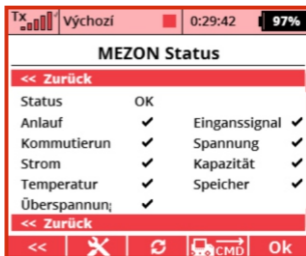 Tx Výchozí 0:29:42 97%
MEZON Status
<< Zurück
Status OK
Anlauf ✔ Einganssignal ✔
Kommutierun ✔ Spannung ✔
Strom ✔ Kapazität ✔
Temperatur ✔ Speicher ✔
Überspannun ✔
<< Zurück
<< CMD Ok